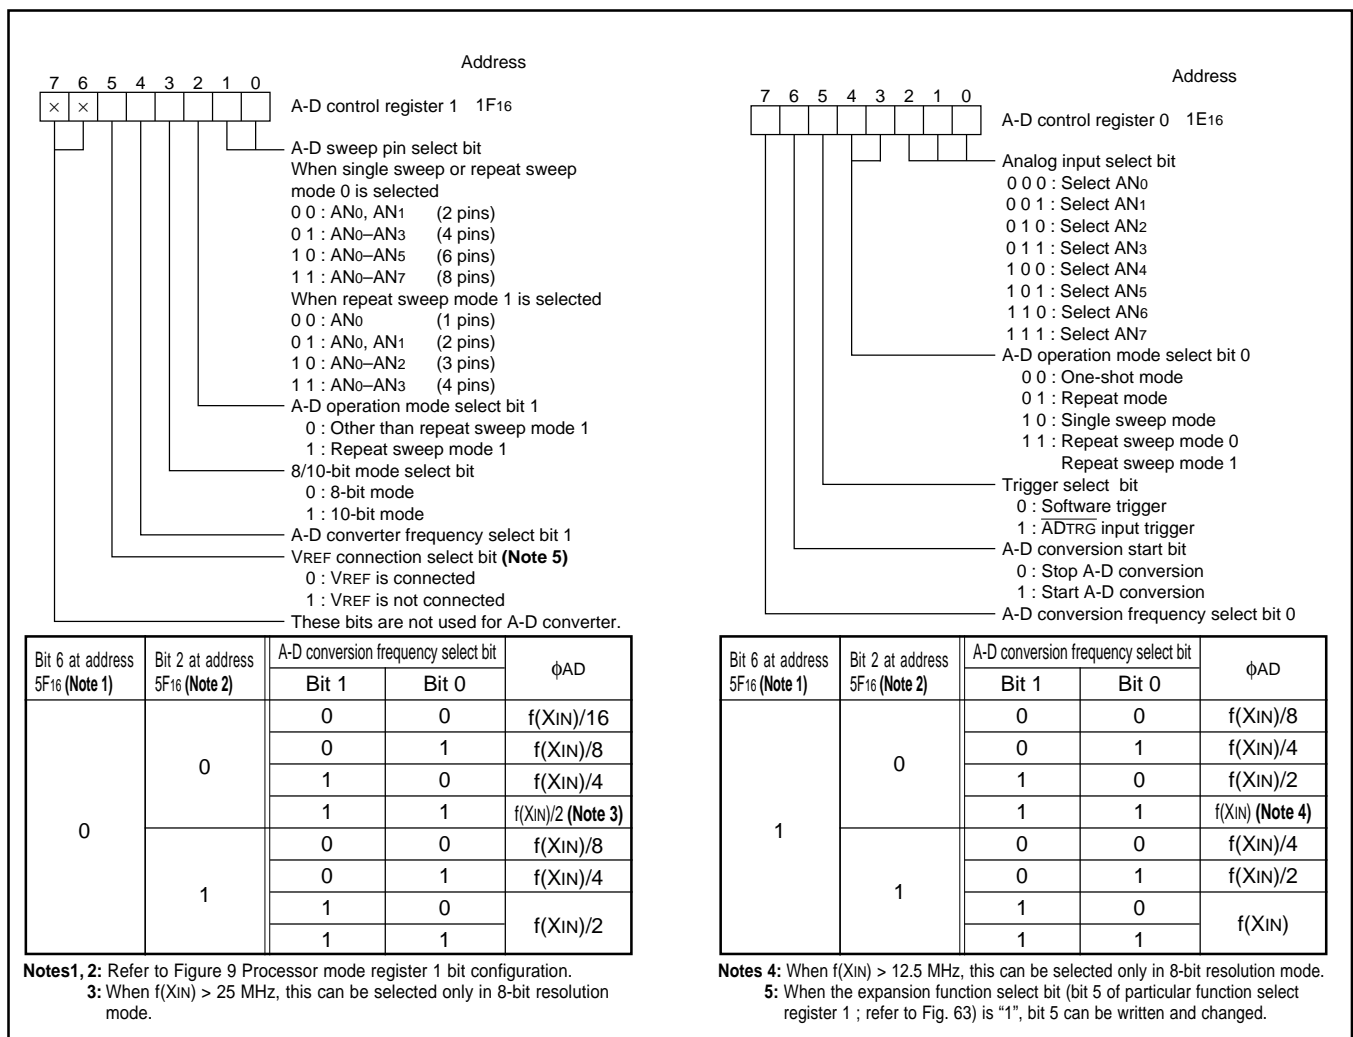 Address
7 6 5 4 3 2 1 0
× ×
A-D control register 1 1F16
A-D sweep pin select bit
When single sweep or repeat sweep
mode 0 is selected
0 0 : AN0, AN1 (2 pins)
0 1 : AN0–AN3 (4 pins)
1 0 : AN0–AN5 (6 pins)
1 1 : AN0–AN7 (8 pins)
When repeat sweep mode 1 is selected
0 0 : AN0 (1 pins)
0 1 : AN0, AN1 (2 pins)
1 0 : AN0–AN2 (3 pins)
1 1 : AN0–AN3 (4 pins)
A-D operation mode select bit 1
0 : Other than repeat sweep mode 1
1 : Repeat sweep mode 1
8/10-bit mode select bit
0 : 8-bit mode
1 : 10-bit mode
A-D converter frequency select bit 1
VREF connection select bit (Note 5)
0 : VREF is connected
1 : VREF is not connected
These bits are not used for A-D converter.
Bit 6 at address 5F16 (Note 1) Bit 2 at address 5F16 (Note 2) A-D conversion frequency select bit φAD
Bit 1 Bit 0
0 0 0 0 f(XIN)/16
0 1 f(XIN)/8
1 0 f(XIN)/4
1 1 f(XIN)/2 (Note 3)
1 0 0 f(XIN)/8
0 1 f(XIN)/4
1 0 f(XIN)/2
1 1
Notes1, 2: Refer to Figure 9 Processor mode register 1 bit configuration.
3: When f(XIN) > 25 MHz, this can be selected only in 8-bit resolution
mode.
Address
7 6 5 4 3 2 1 0
A-D control register 0 1E16
Analog input select bit
0 0 0 : Select AN0
0 0 1 : Select AN1
0 1 0 : Select AN2
0 1 1 : Select AN3
1 0 0 : Select AN4
1 0 1 : Select AN5
1 1 0 : Select AN6
1 1 1 : Select AN7
A-D operation mode select bit 0
0 0 : One-shot mode
0 1 : Repeat mode
1 0 : Single sweep mode
1 1 : Repeat sweep mode 0
Repeat sweep mode 1
Trigger select bit
0 : Software trigger
1 : ADTRG input trigger
A-D conversion start bit
0 : Stop A-D conversion
1 : Start A-D conversion
A-D conversion frequency select bit 0
Bit 6 at address 5F16 (Note 1) Bit 2 at address 5F16 (Note 2) A-D conversion frequency select bit φAD
Bit 1 Bit 0
1 0 0 0 f(XIN)/8
0 1 f(XIN)/4
1 0 f(XIN)/2
1 1 f(XIN) (Note 4)
1 0 0 f(XIN)/4
0 1 f(XIN)/2
1 0 f(XIN)
1 1
Notes 4: When f(XIN) > 12.5 MHz, this can be selected only in 8-bit resolution mode.
5: When the expansion function select bit (bit 5 of particular function select
register 1 ; refer to Fig. 63) is “1”, bit 5 can be written and changed.